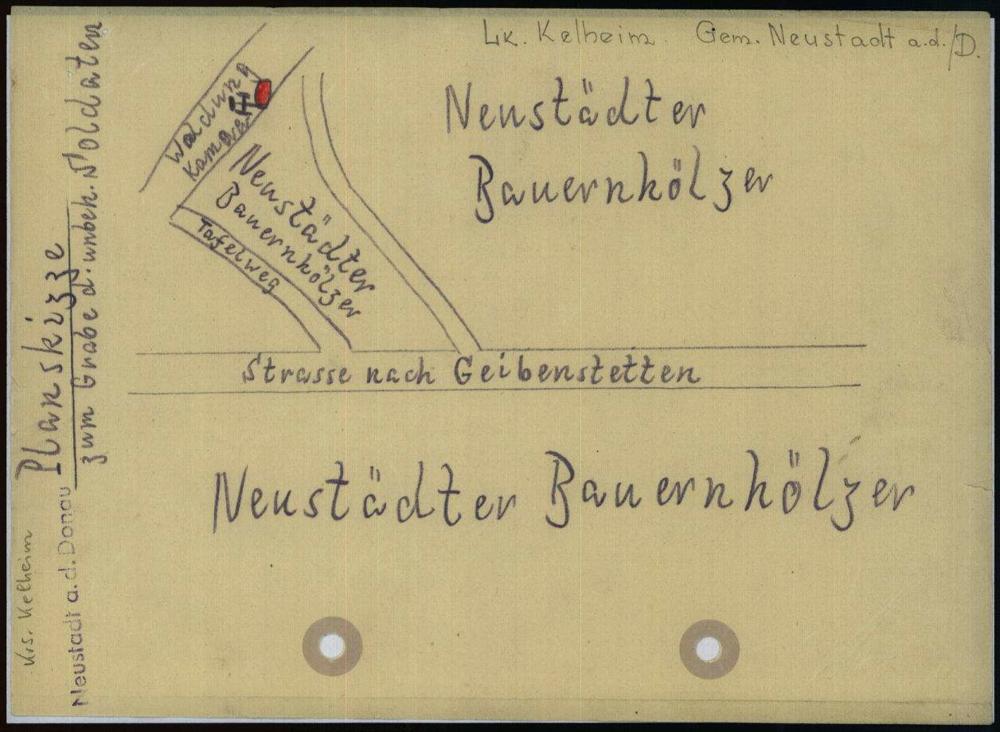 Lk. Kelheim. Gem. Neustadt a.d./D.
Planskizze
zum Grabe d. unbek. Soldaten
Krs. Kelheim
Neustadt a. d. Donau
Waldung
Neustädter
Bauernhölzer
Neustädter
Bauernhölzer
Tafelweg
Strasse nach Geibenstetten
Neustädter Bauernhölzer